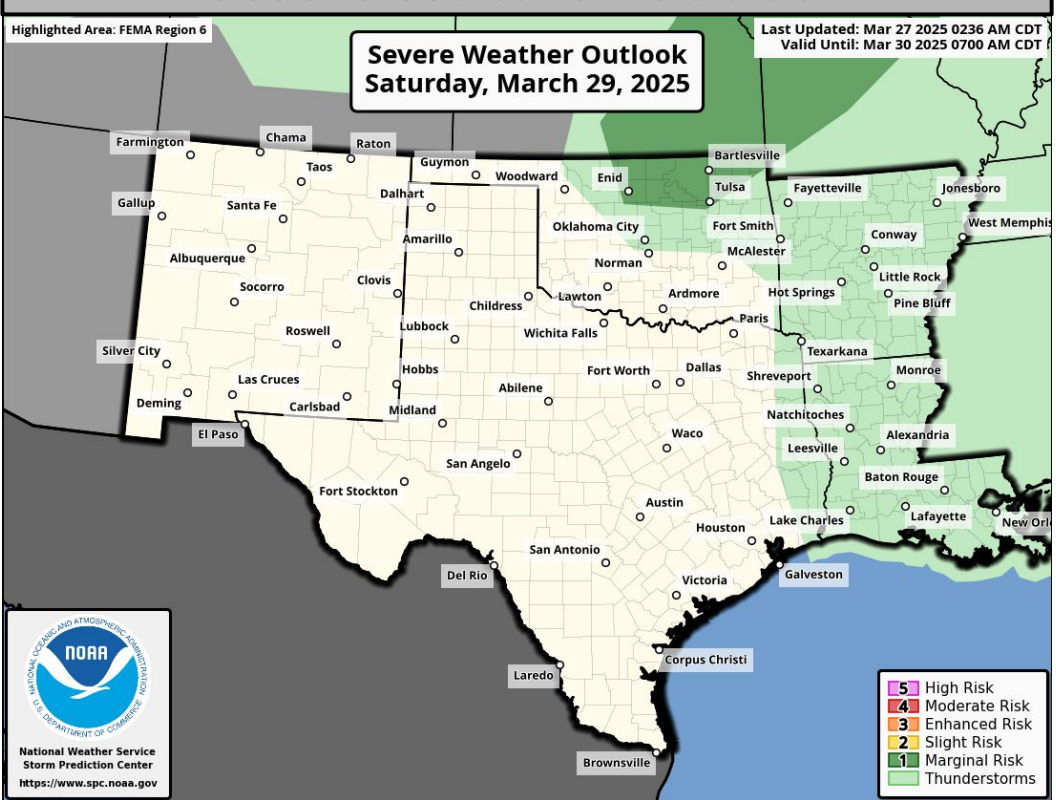 Highlighted Area: FEMA Region 6
Last Updated: Mar 27 2025 0236 AM CDT
Valid Until: Mar 30 2025 0700 AM CDT
Severe Weather Outlook
Saturday, March 29, 2025
Farmington
Chama
Raton
Taos
Guymon
Woodward
Enid
Bartlesville
Tulsa
Fayetteville
Jonesboro
Gallup
Santa Fe
Dalhart
Oklahoma City
Fort Smith
West Memphis
Albuquerque
Amarillo
Norman
McAlester
Conway
Little Rock
Socorro
Clovis
Childress
Lawton
Ardmore
Hot Springs
Pine Bluff
Roswell
Lubbock
Wichita Falls
Paris
Texarkana
Silver City
Las Cruces
Hobbs
Abilene
Fort Worth
Dallas
Shreveport
Monroe
Deming
Carlsbad
Midland
Natchitoches
El Paso
San Angelo
Waco
Leesville
Alexandria
Fort Stockton
Austin
Baton Rouge
Houston
Lake Charles
Lafayette
New Orl
Del Rio
San Antonio
Victoria
Galveston
Laredo
Corpus Christi
Brownsville
NATIONAL OCEANIC AND ATMOSPHERIC ADMINISTRATION
NOAA
U.S. DEPARTMENT OF COMMERCE
National Weather Service
Storm Prediction Center
https://www.spc.noaa.gov
5 High Risk
4 Moderate Risk
3 Enhanced Risk
2 Slight Risk
1 Marginal Risk
Thunderstorms